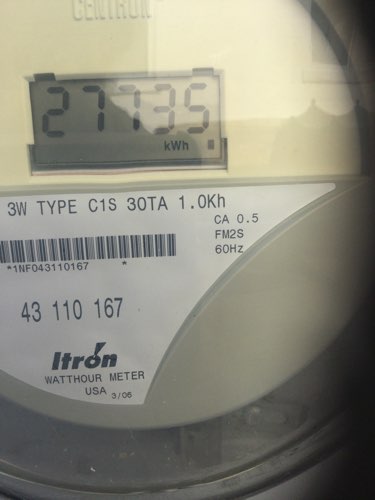 CENTRON
27735
kWh
3W TYPE C1S 30TA 1.0Kh
CA 0.5
FM2S
60Hz
*1NF043110167 *
43 110 167
Itron
WATTHOUR METER
USA 3/06